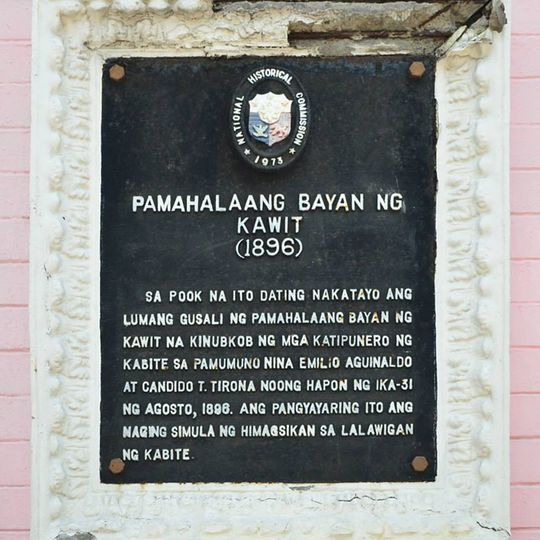 NATIONAL HISTORICAL COMMISSION
1973
PAMAHALAANG BAYAN NG
KAWIT
(1896)
SA POOK NA ITO DATING NAKATAYO ANG
LUMANG GUSALI NG PAMAHALAANG BAYAN NG
KAWIT NA KINUBKOB NG MGA KATIPUNERO NG
KABITE SA PAMUMUNO NINA EMILIO AGUINALDO
AT CANDIDO T. TIRONA NOONG HAPON NG IKA-31
NG AGOSTO, 1896. ANG PANGYAYARING ITO ANG
NAGING SIMULA NG HIMAGSIKAN SA LALAWIGAN
NG KABITE.